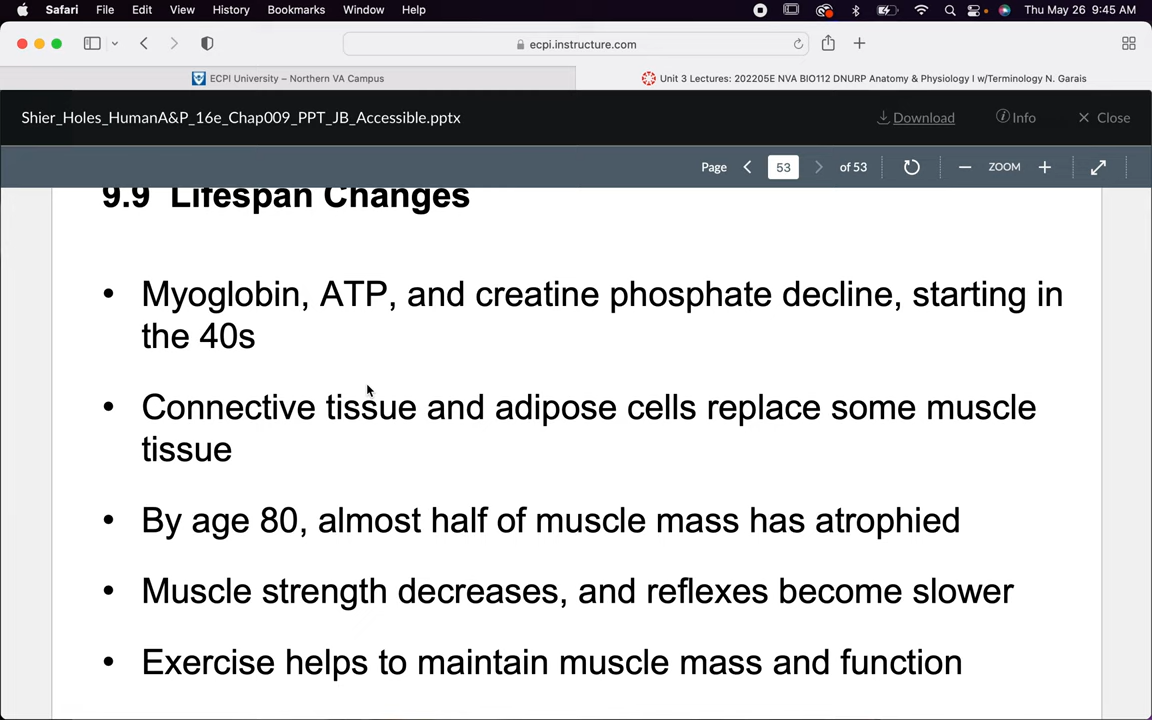 Safari File Edit View History Bookmarks Window Help Thu May 26 9:45 AM
ecpi.instructure.com
ECPI University – Northern VA Campus
Unit 3 Lectures: 202205E NVA BIO112 DNURP Anatomy & Physiology I w/Terminology N. Garais
Shier_Holes_HumanA&P_16e_Chap009_PPT_JB_Accessible.pptx
Download
Info
Close
Page 53 of 53 ZOOM
9.9 Lifespan Changes
• Myoglobin, ATP, and creatine phosphate decline, starting in
the 40s
• Connective tissue and adipose cells replace some muscle
tissue
• By age 80, almost half of muscle mass has atrophied
• Muscle strength decreases, and reflexes become slower
• Exercise helps to maintain muscle mass and function